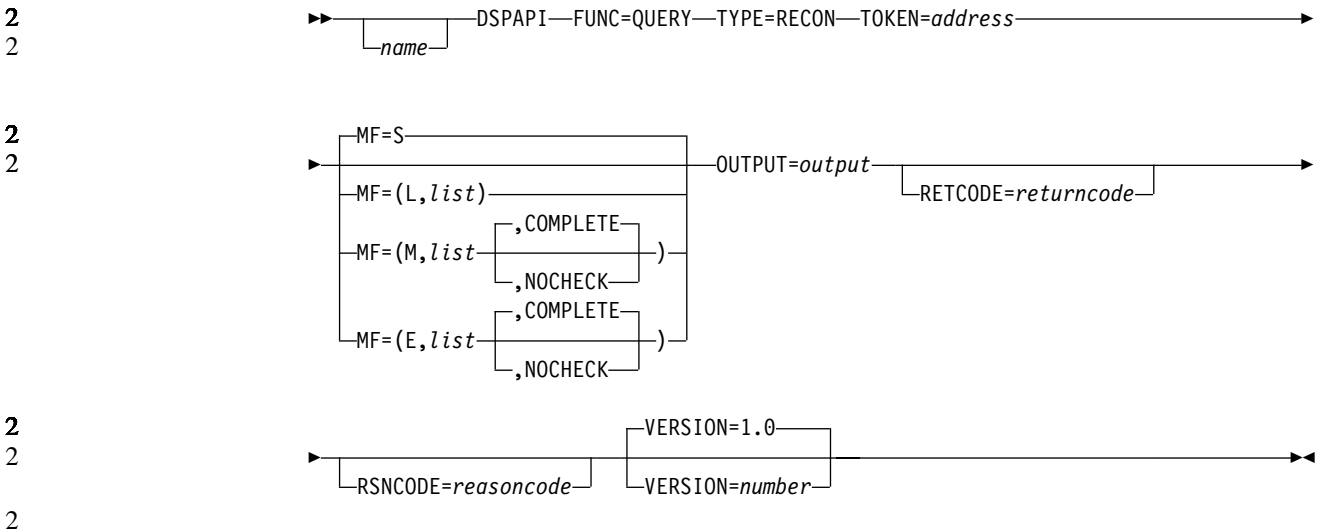 2 DSPAPI FUNC=QUERY TYPE=RECON TOKEN=address
2 name
2 MF=S
2 OUTPUT=output
MF=(L,list) RETCODE=returncode
,COMPLETE
MF=(M,list )
,NOCHECK
,COMPLETE
MF=(E,list )
,NOCHECK
2 VERSION=1.0
2
RSNCODE=reasoncode VERSION=number
2